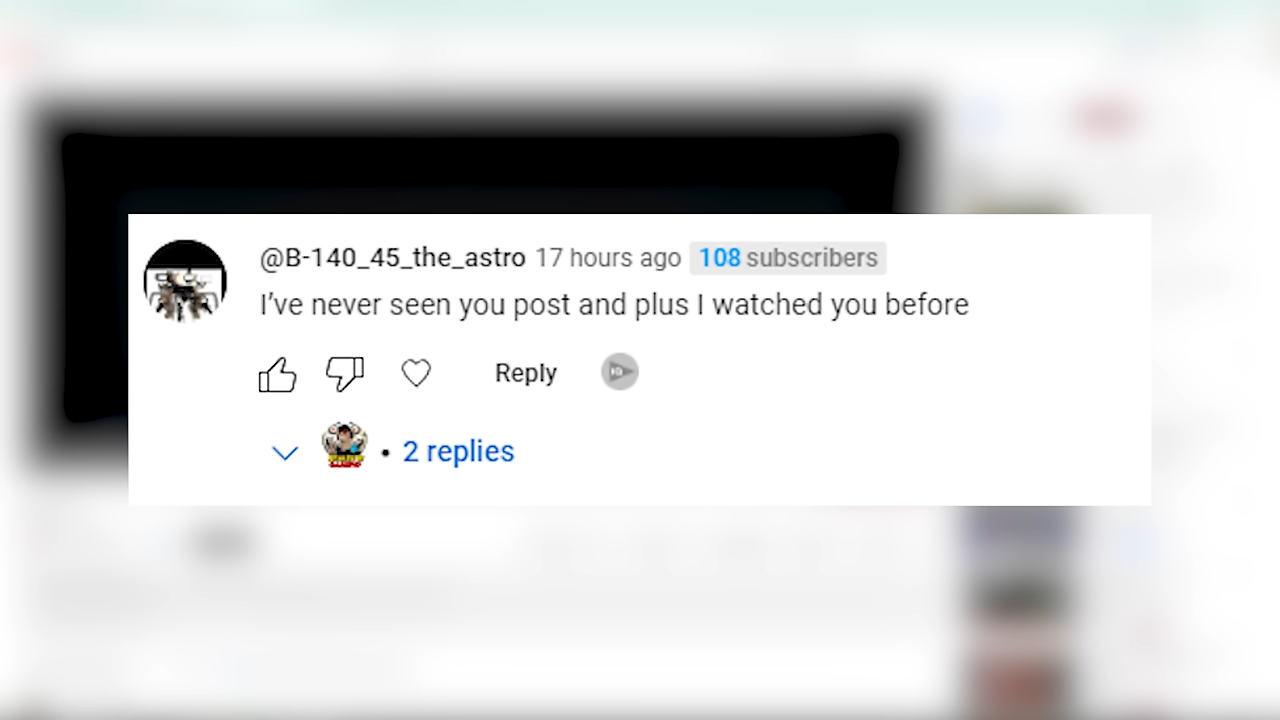 @B-140_45_the_astro 17 hours ago 108 subscribers
I’ve never seen you post and plus I watched you before
Reply
• 2 replies